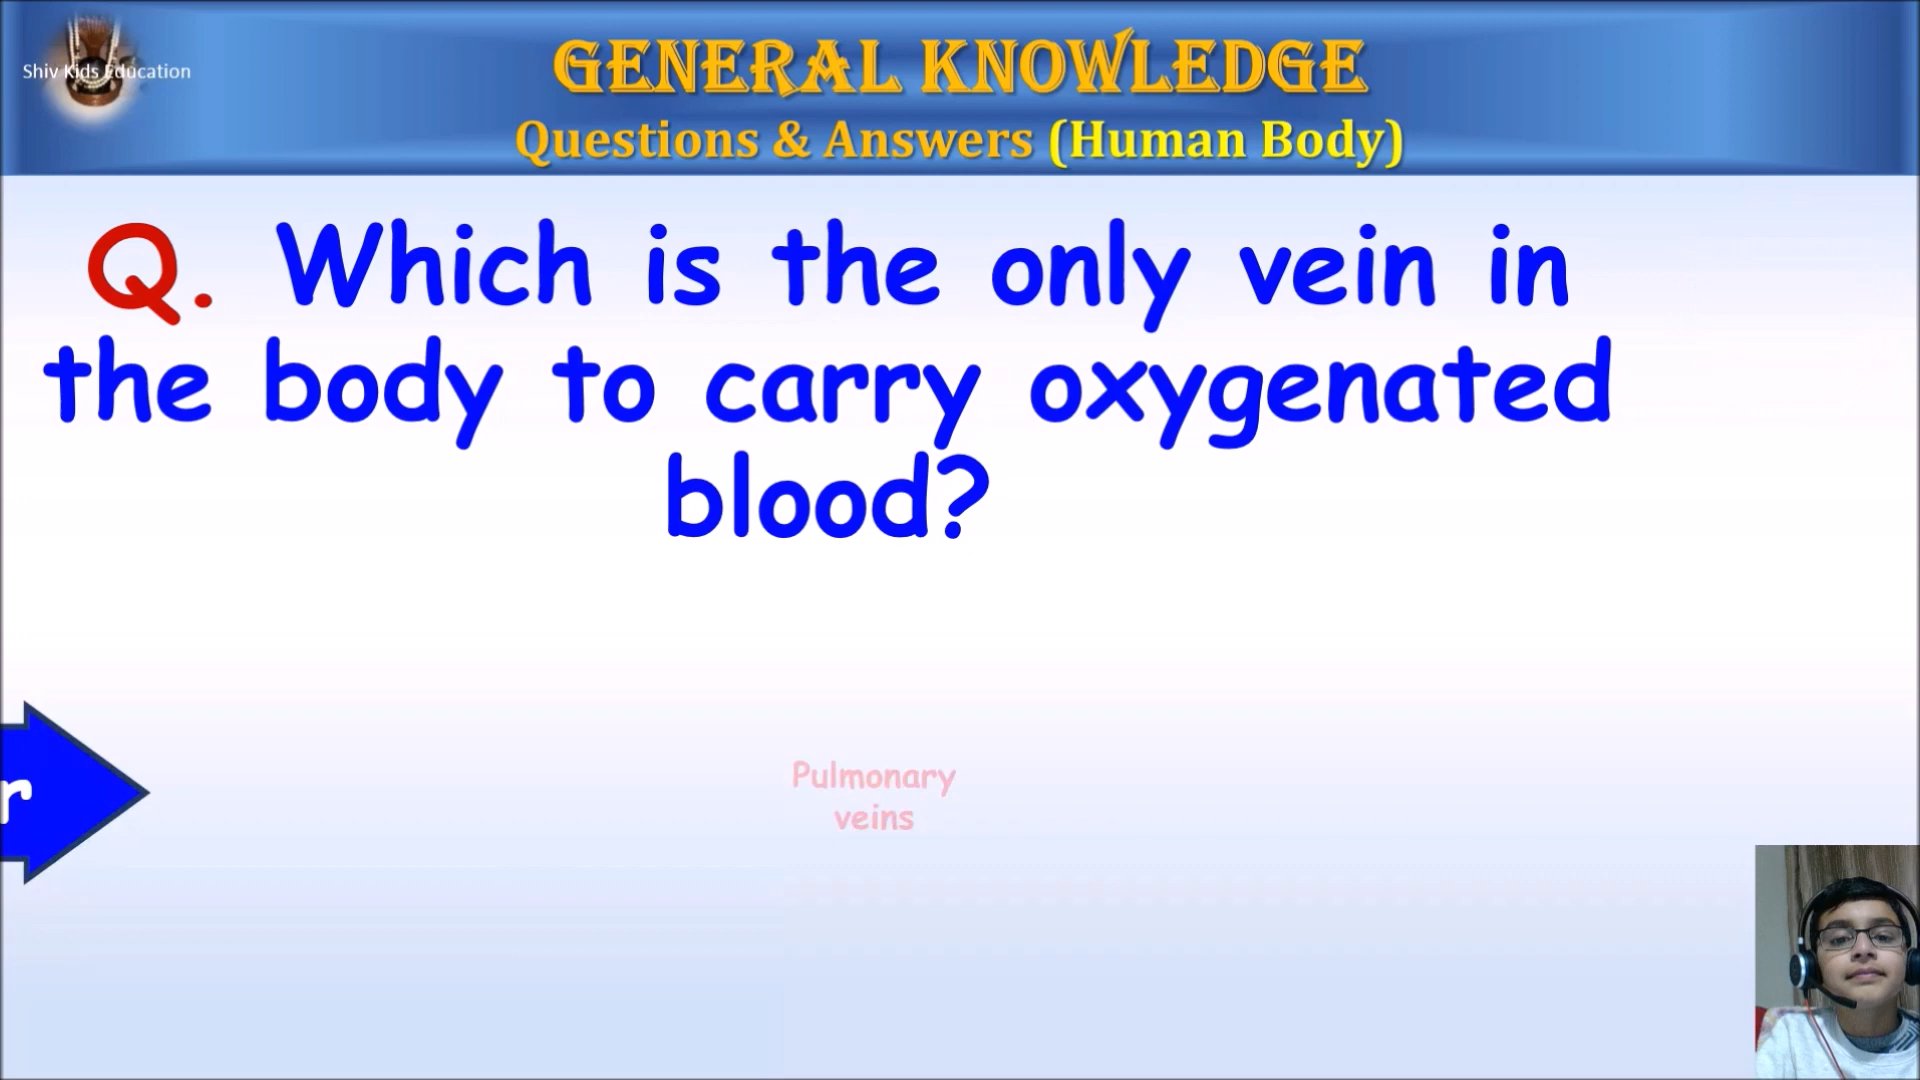 Shiv Kids Education
GENERAL KNOWLEDGE
Questions & Answers (Human Body)
Q. Which is the only vein in
the body to carry oxygenated
blood?
r
Pulmonary
veins